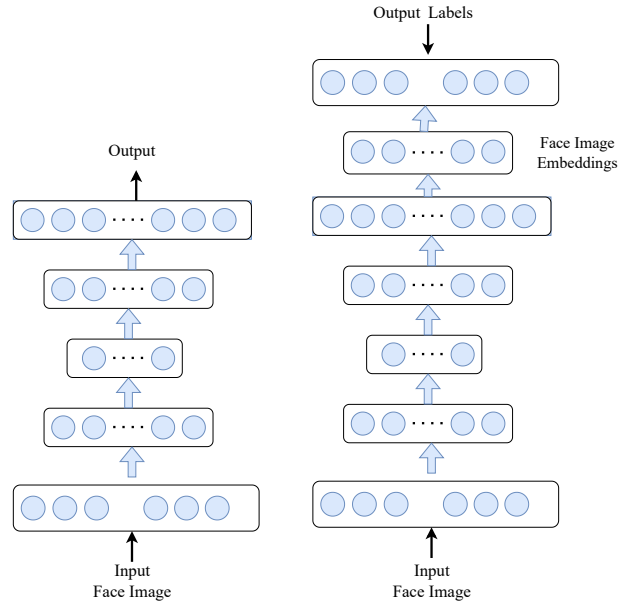 Output Labels
Face Image
Embeddings
Output
Input
Face Image
Input
Face Image